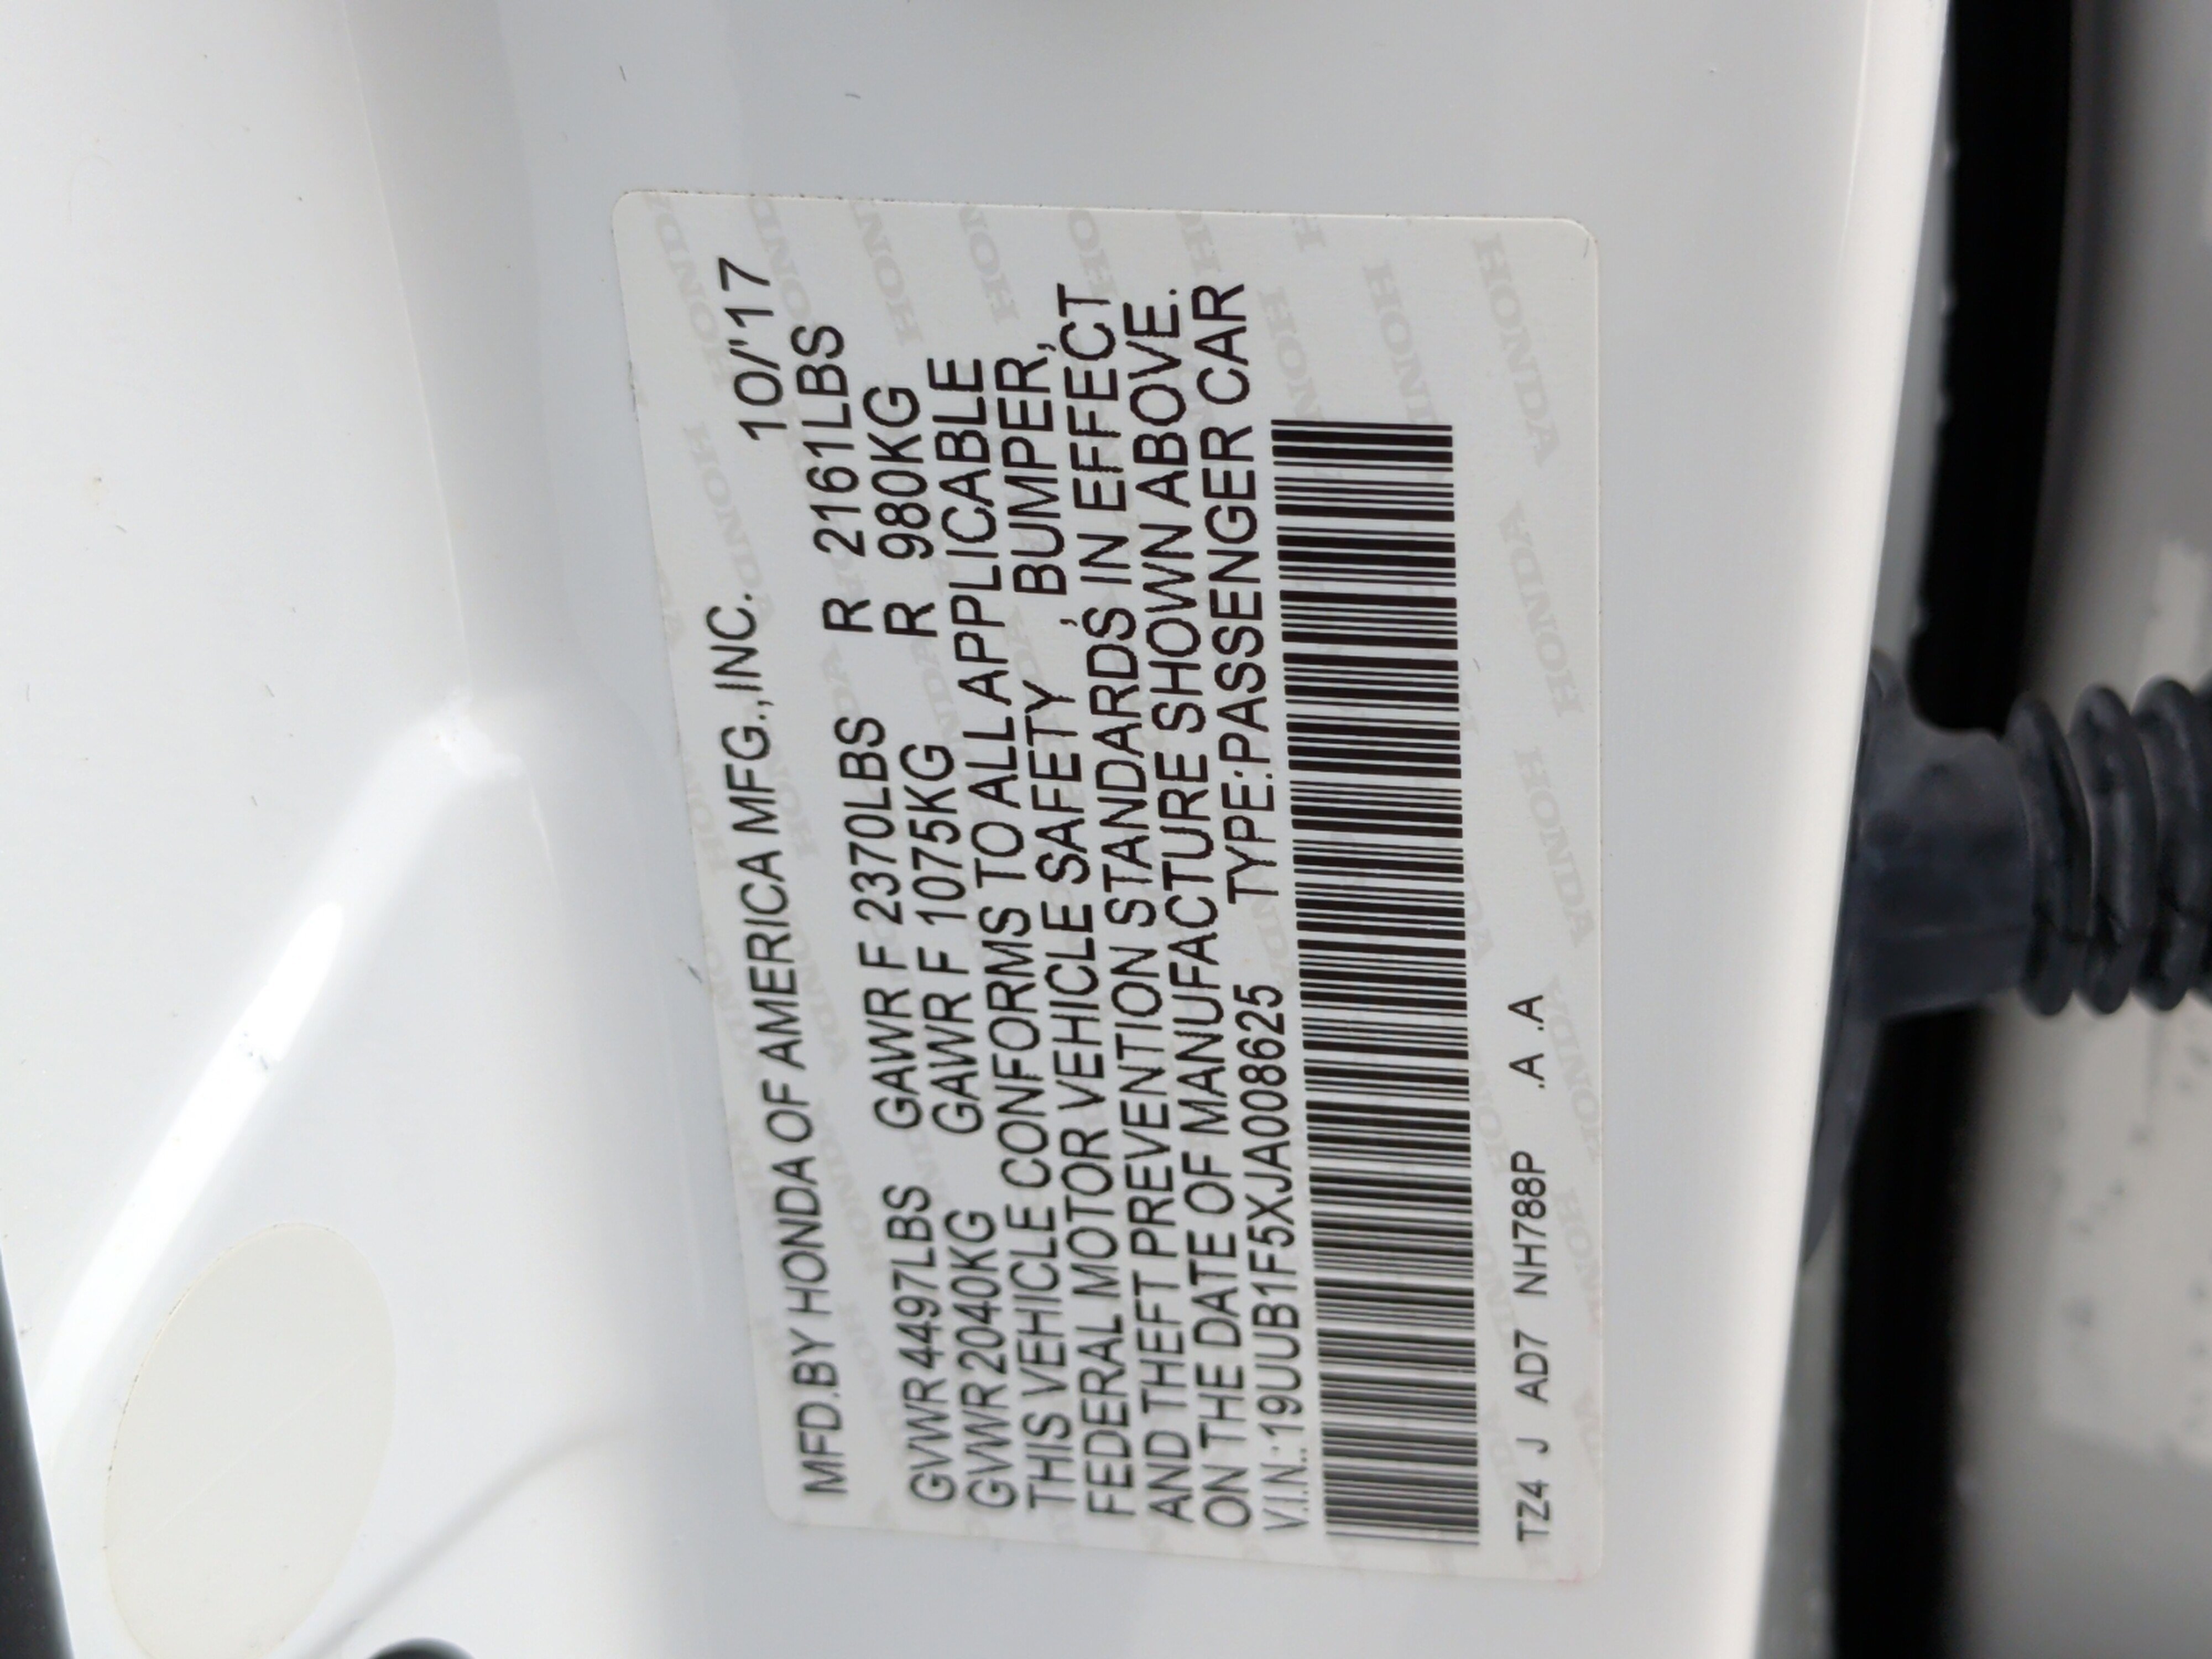 MFD.BY HONDA OF AMERICA MFG.,INC. 10/'17
GVWR 4497LBS GAWR F 2370LBS R 2161LBS
GVWR 2040KG GAWR F 1075KG R 980KG
THIS VEHICLE CONFORMS TO ALL APPLICABLE
FEDERAL MOTOR VEHICLE SAFETY , BUMPER,
AND THEFT PREVENTION STANDARDS IN EFFECT
ON THE DATE OF MANUFACTURE SHOWN ABOVE.
V.I.N.:19UUB1F5XJA008625 TYPE:PASSENGER CAR
TZ4 J AD7 NH788P .A .A